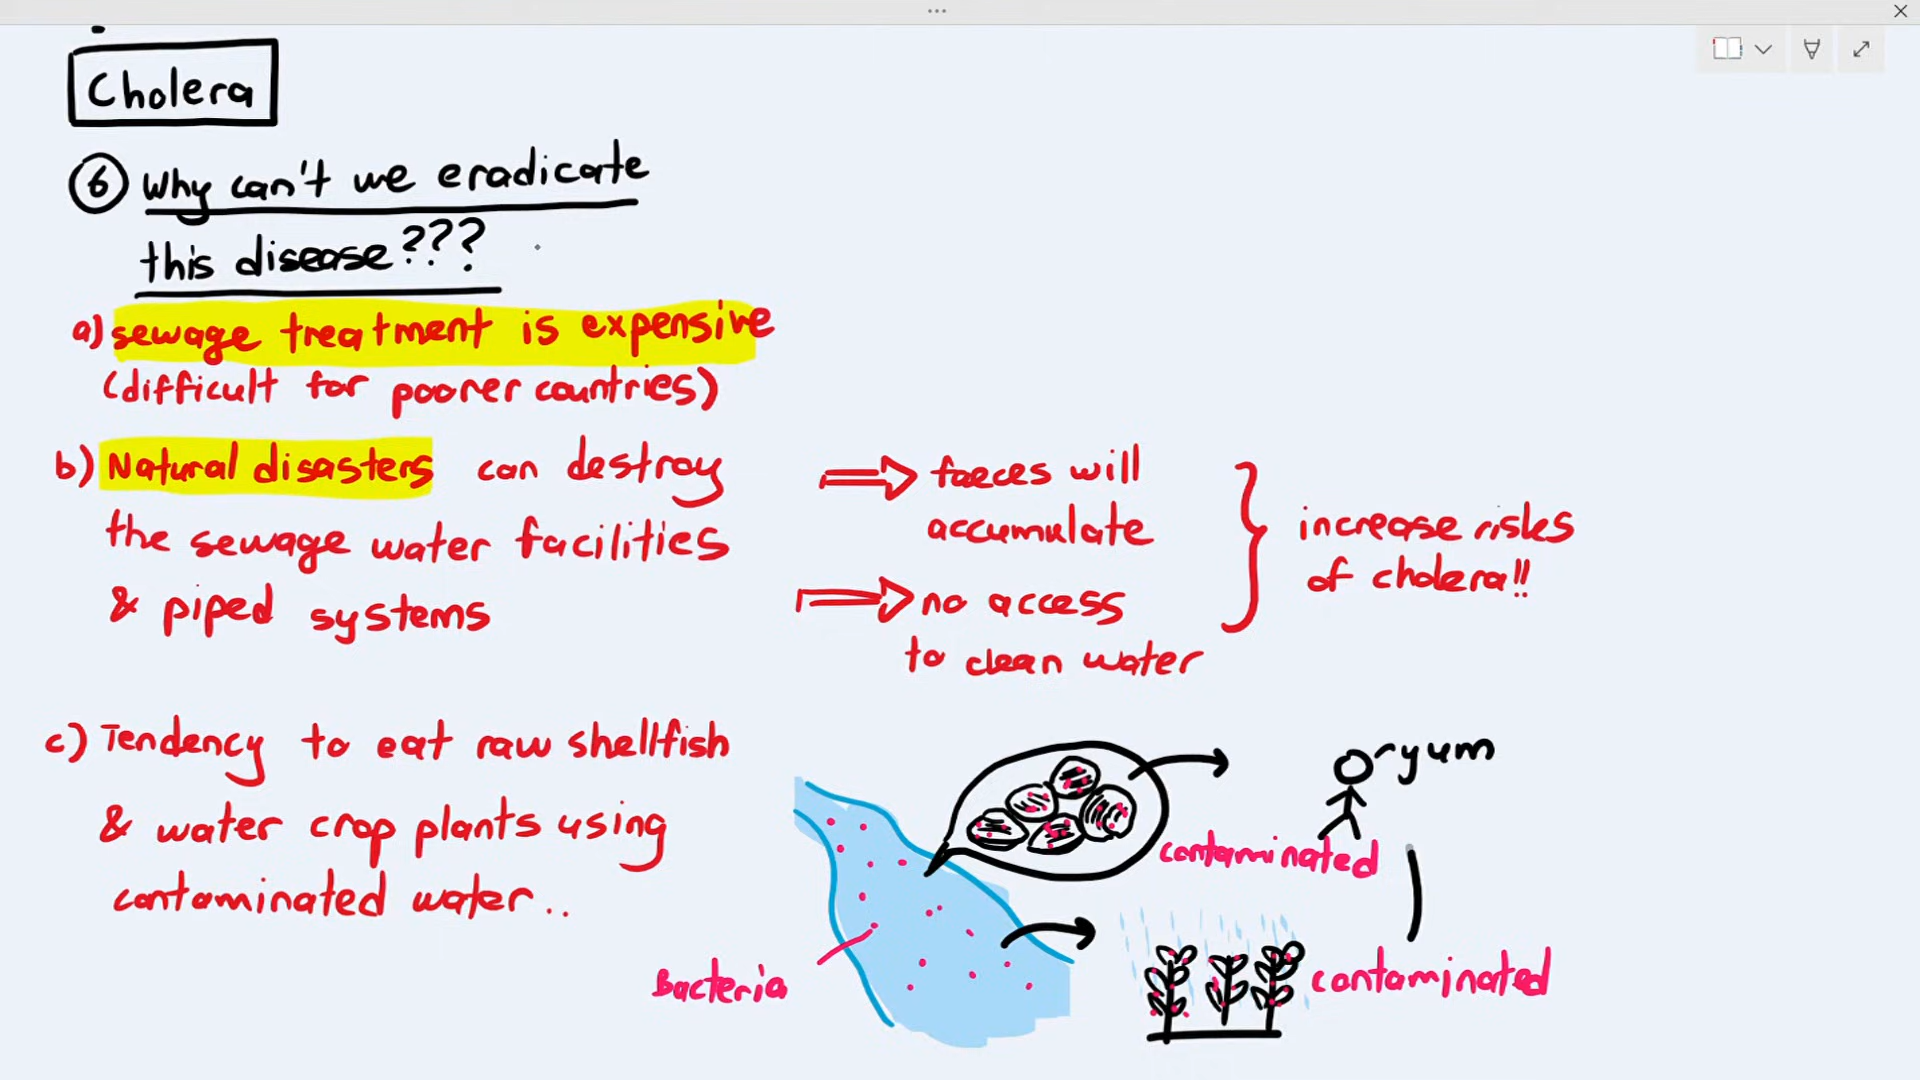 Cholera
6 Why can't we eradicate
this disease???
a) sewage treatment is expensive
(difficult for poorer countries)
b) Natural disasters can destroy
the sewage water facilities
& piped systems
faeces will
accumulate
no access
to clean water
increase risks
of cholera!!
c) Tendency to eat raw shellfish
& water crop plants using
contaminated water..
yum
contaminated
Bacteria
contaminated